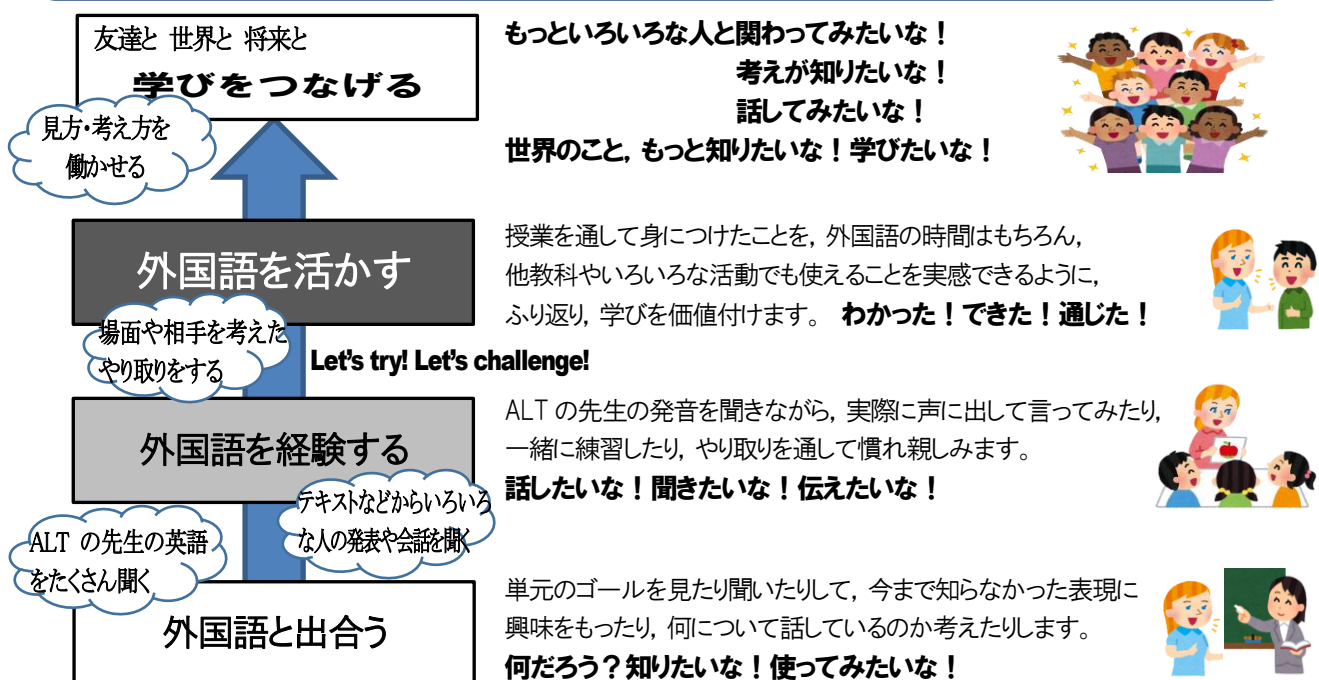 友達と 世界と 将来と
学びをつなげる
見方・考え方を
働かせる
もっといろいろな人と関わってみたいな！
考えが知りたいな！
話してみたいな！
世界のこと，もっと知りたいな！学びたいな！
外国語を活かす
授業を通して身につけたことを，外国語の時間はもちろん，
他教科やいろいろな活動でも使えることを実感できるように，
ふり返り，学びを価値付けます。 わかった！できた！通じた！
場面や相手を考えた
やり取りをする
Let's try! Let's challenge!
外国語を経験する
ALT の先生の発音を聞きながら，実際に声に出して言ってみたり，
一緒に練習したり，やり取りを通して慣れ親しみます。
話したいな！聞きたいな！伝えたいな！
テキストなどからいろいろ
な人の発表や会話を聞く
ALT の先生の英語
をたくさん聞く
外国語と出合う
単元のゴールを見たり聞いたりして，今まで知らなかった表現に
興味をもったり，何について話しているのか考えたりします。
何だろう？知りたいな！使ってみたいな！